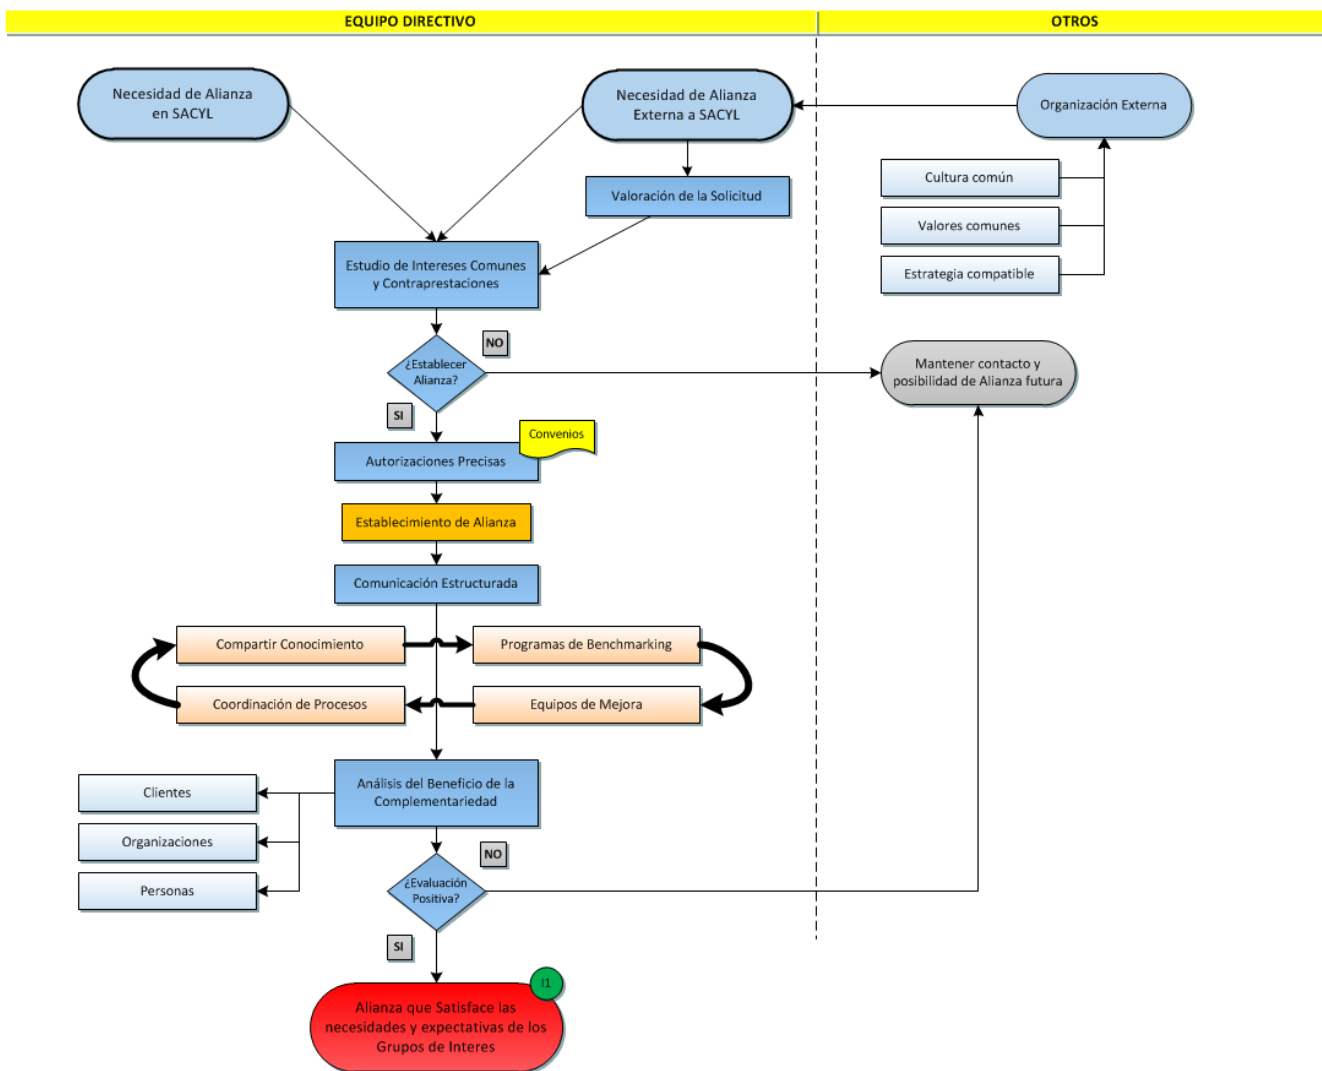 EQUIPO DIRECTIVO
OTROS
Necesidad de Alianza
en SACYL
Necesidad de Alianza
Externa a SACYL
Organización Externa
Valoración de la Solicitud
Cultura común
Valores comunes
Estrategia compatible
Estudio de Intereses Comunes
y Contraprestaciones
NO
¿Establecer
Alianza?
Mantener contacto y
posibilidad de Alianza futura
SI
Convenios
Autorizaciones Precisas
Establecimiento de Alianza
Comunicación Estructurada
Compartir Conocimiento
Programas de Benchmarking
Coordinación de Procesos
Equipos de Mejora
Análisis del Beneficio de la
Complementariedad
Clientes
Organizaciones
Personas
NO
¿Evaluación
Positiva?
SI
I1
Alianza que Satisface las
necesidades y expectativas de los
Grupos de Interes